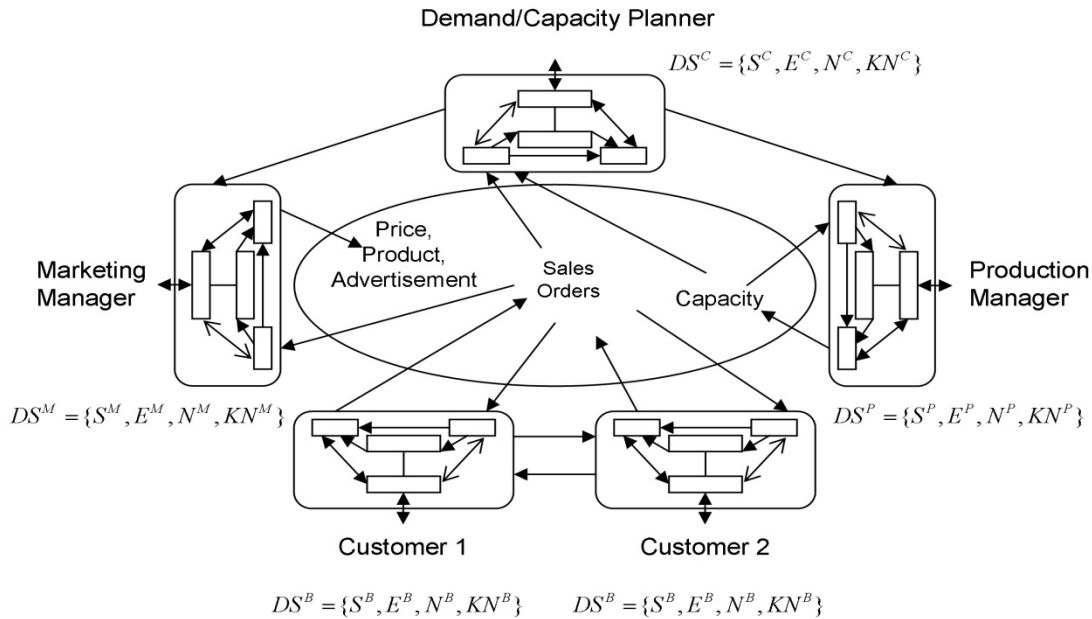 Demand/Capacity Planner
DS^C = {S^C, E^C, N^C, KN^C}
Price,
Product,
Advertisement
Sales
Orders
Capacity
Marketing
Manager
Production
Manager
DS^M = {S^M, E^M, N^M, KN^M}
DS^P = {S^P, E^P, N^P, KN^P}
Customer 1
Customer 2
DS^B = {S^B, E^B, N^B, KN^B}
DS^B = {S^B, E^B, N^B, KN^B}